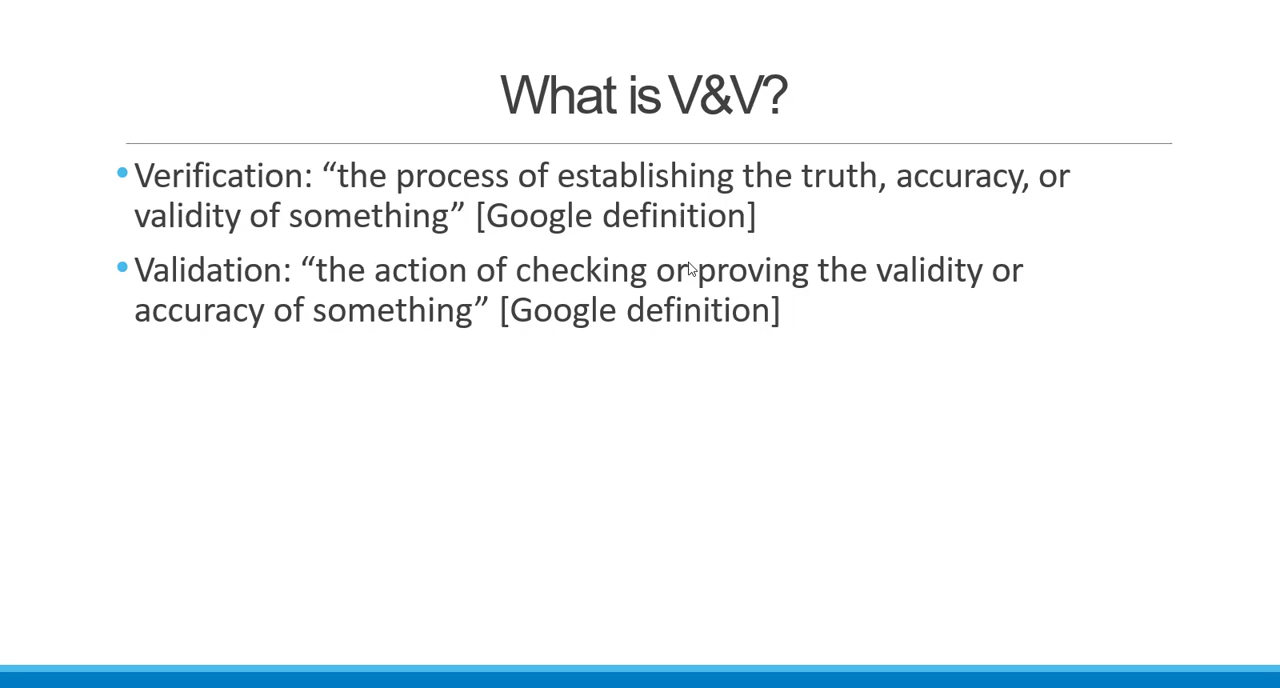 What is V&V?
• Verification: “the process of establishing the truth, accuracy, or
validity of something” [Google definition]
• Validation: “the action of checking or proving the validity or
accuracy of something” [Google definition]